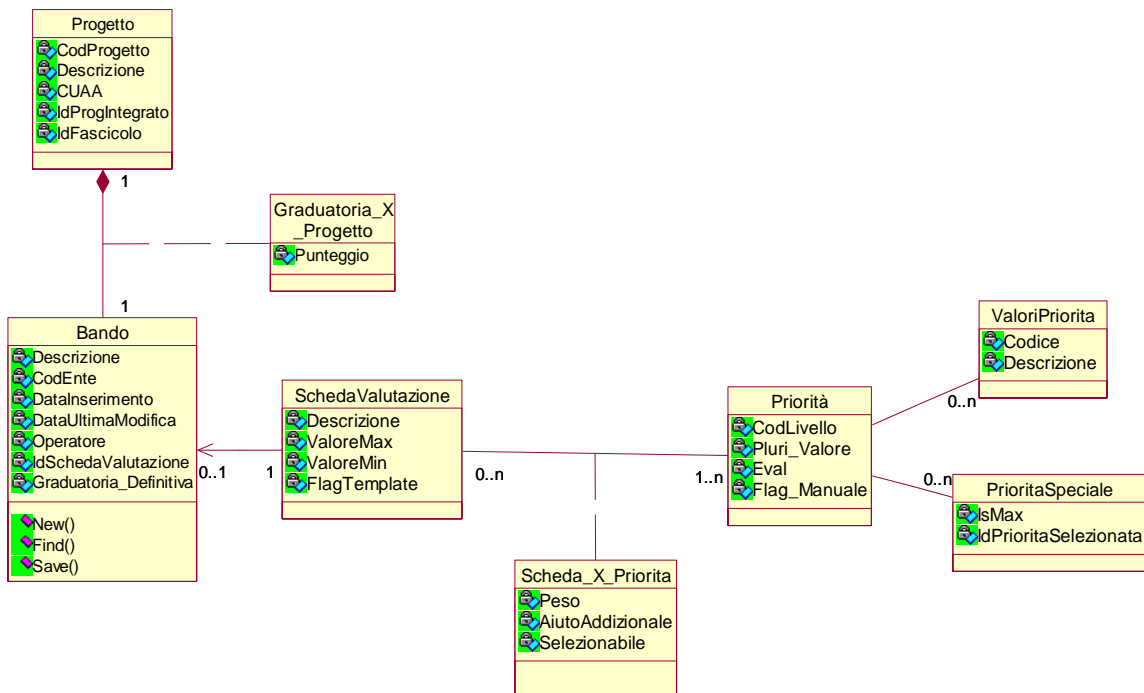 Progetto
CodProgetto
Descrizione
CUAA
IdProgIntegrato
IdFascicolo
1
Graduatoria_X
_Progetto
Punteggio
1
Bando
Descrizione
CodEnte
DataInserimento
DataUltimaModifica
Operatore
IdSchedaValutazione
Graduatoria_Definitiva
New()
Find()
Save()
0..1
1
SchedaValutazione
Descrizione
ValoreMax
ValoreMin
FlagTemplate
0..n
1..n
Scheda_X_Priorita
Peso
AiutoAddizionale
Selezionabile
Priorità
CodLivello
Pluri_Valore
Eval
Flag_Manuale
ValoriPriorita
Codice
Descrizione
0..n
0..n
PrioritaSpeciale
IsMax
IdPrioritaSelezionata